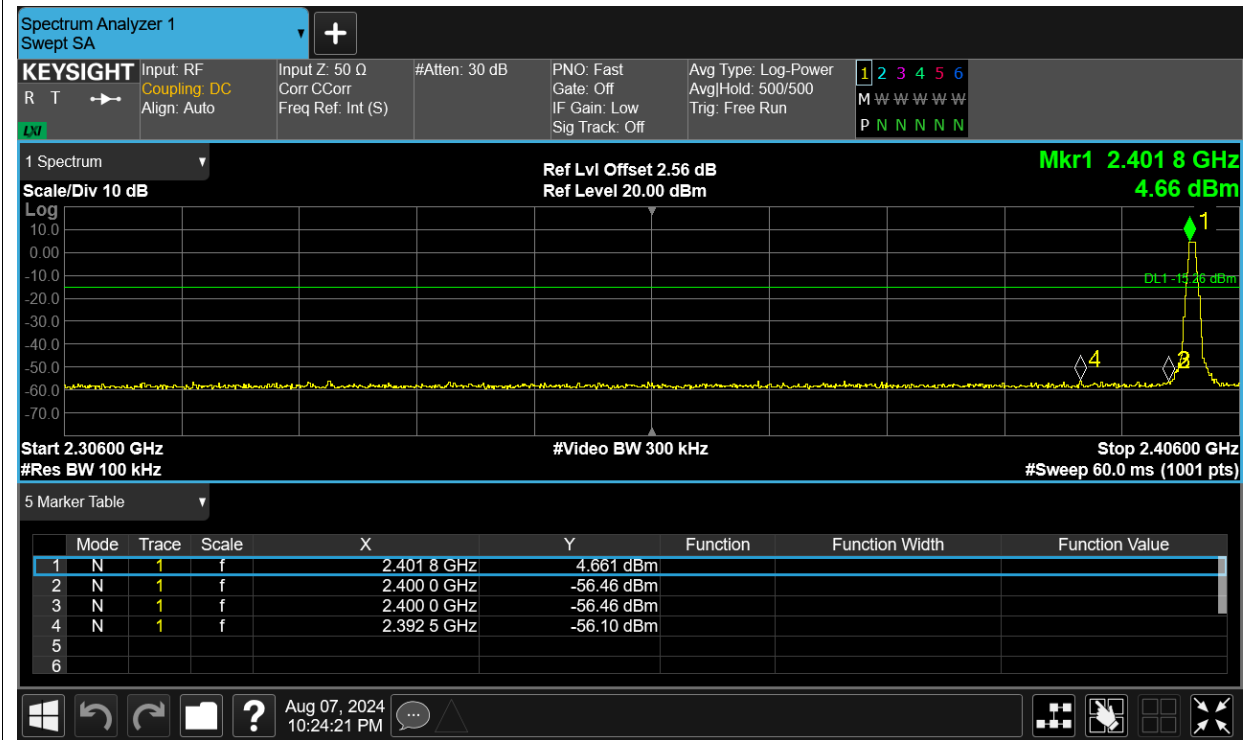 Spectrum Analyzer 1
Swept SA
KEYSIGHT
R T
LXI
Input: RF
Coupling: DC
Align: Auto
Input Z: 50 Ω
Corr CCorr
Freq Ref: Int (S)
#Atten: 30 dB
PNO: Fast
Gate: Off
IF Gain: Low
Sig Track: Off
Avg Type: Log-Power
Avg|Hold: 500/500
Trig: Free Run
1 2 3 4 5 6
M W W W W W
P N N N N N
1 Spectrum
Scale/Div 10 dB
Ref Lvl Offset 2.56 dB
Ref Level 20.00 dBm
Mkr1 2.401 8 GHz
4.66 dBm
Log
10.0
0.00
-10.0
-20.0
-30.0
-40.0
-50.0
-60.0
-70.0
1
DL1 -15.26 dBm
4
Start 2.30600 GHz
#Video BW 300 kHz
Stop 2.40600 GHz
#Res BW 100 kHz
#Sweep 60.0 ms (1001 pts)
5 Marker Table
Mode Trace Scale X Y Function Function Width Function Value
1 N 1 f 2.401 8 GHz 4.661 dBm
2 N 1 f 2.400 0 GHz -56.46 dBm
3 N 1 f 2.400 0 GHz -56.46 dBm
4 N 1 f 2.392 5 GHz -56.10 dBm
5
6
?
Aug 07, 2024
10:24:21 PM